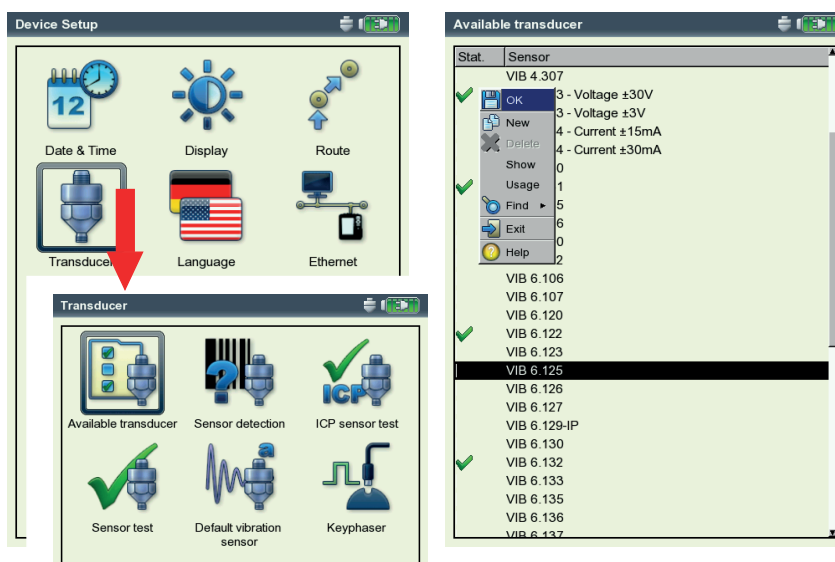 Device Setup
12
Date & Time
Display
Route
Transducer
Language
Ethernet
Transducer
Available transducer
Sensor detection
ICP
ICP sensor test
a
Sensor test
Default vibration
sensor
Keyphaser
Available transducer
Stat. Sensor
VIB 4.307
3 - Voltage ±30V
3 - Voltage ±3V
4 - Current ±15mA
4 - Current ±30mA
0
1
5
6
0
2
OK
New
Delete
Show
Usage
Find
Exit
Help
VIB 6.106
VIB 6.107
VIB 6.120
VIB 6.122
VIB 6.123
VIB 6.125
VIB 6.126
VIB 6.127
VIB 6.129-IP
VIB 6.130
VIB 6.132
VIB 6.133
VIB 6.135
VIB 6.136
VIB 6.137